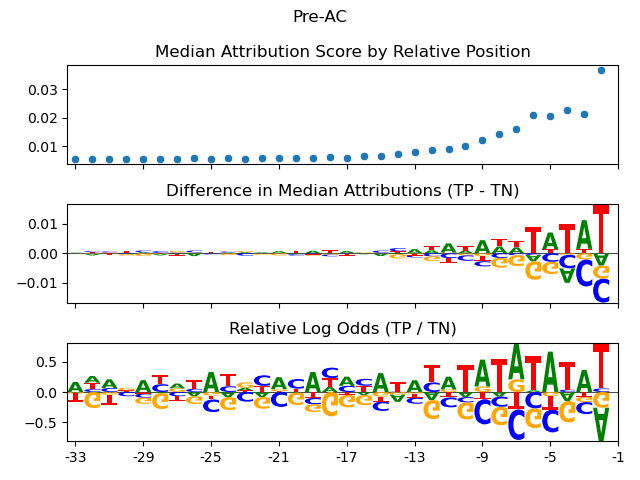 Pre-AC
Median Attribution Score by Relative Position
0.03
0.02
0.01
Difference in Median Attributions (TP - TN)
0.01
0.00
−0.01
Relative Log Odds (TP / TN)
0.5
0.0
−0.5
-33 -29 -25 -21 -17 -13 -9 -5 -1